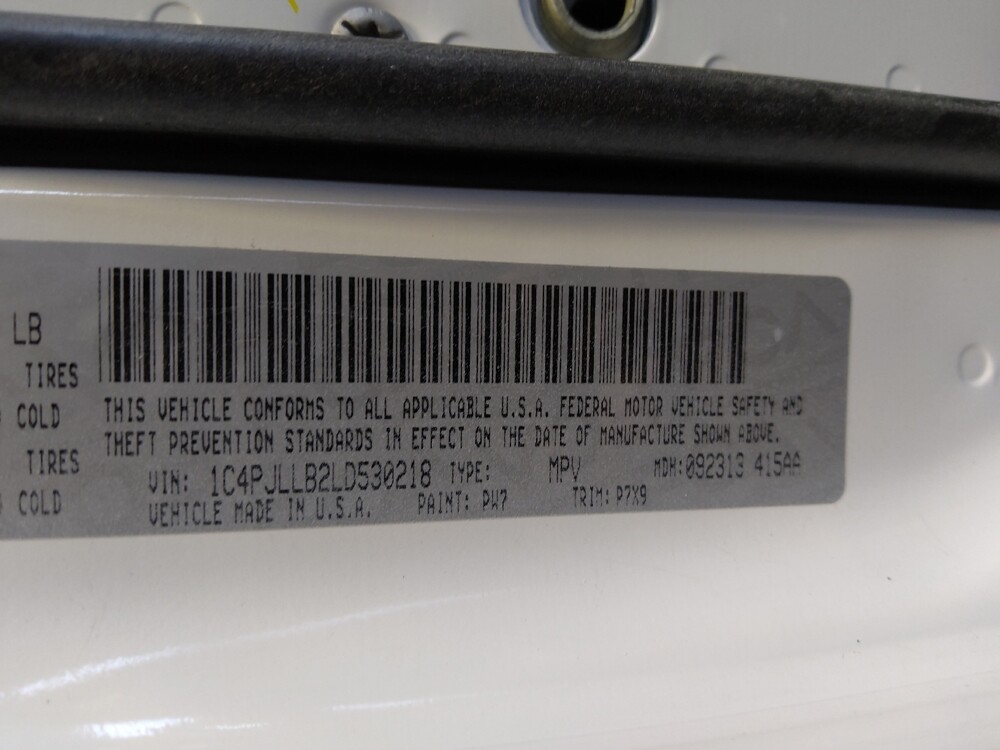 LB
TIRES
COLD
TIRES
COLD
THIS VEHICLE CONFORMS TO ALL APPLICABLE U.S.A. FEDERAL MOTOR VEHICLE SAFETY AND
THEFT PREVENTION STANDARDS IN EFFECT ON THE DATE OF MANUFACTURE SHOWN ABOVE.
VIN: 1C4PJLLB2LD530218 TYPE: MPV MDH:092313 415AA
VEHICLE MADE IN U.S.A. PAINT: PW7 TRIM: P7X9